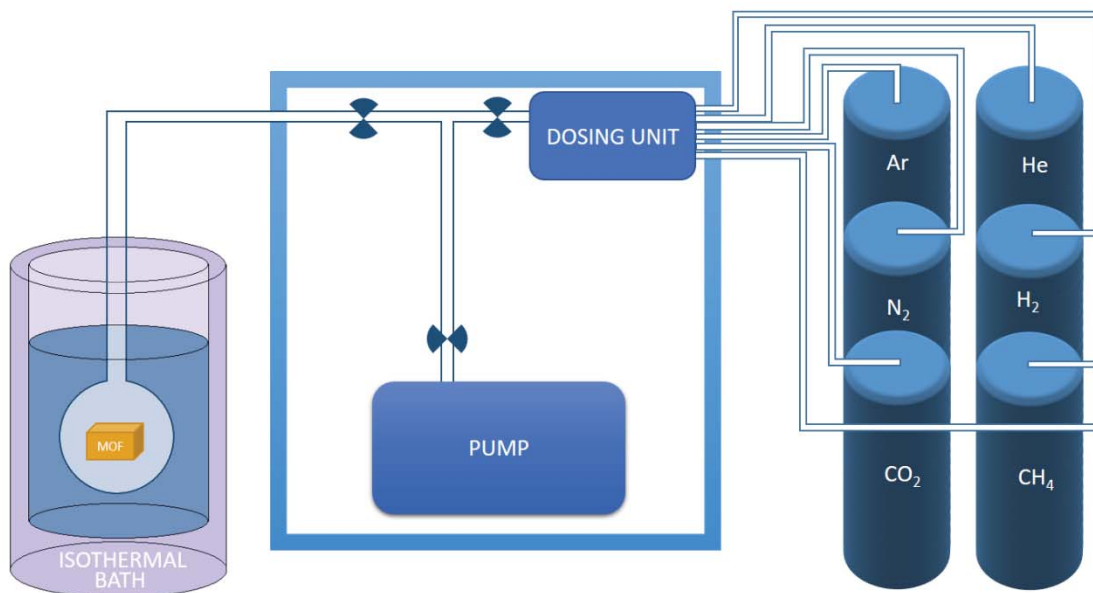 DOSING UNIT
Ar
He
N₂
H₂
MOF
PUMP
CO₂
CH₄
ISOTHERMAL
BATH